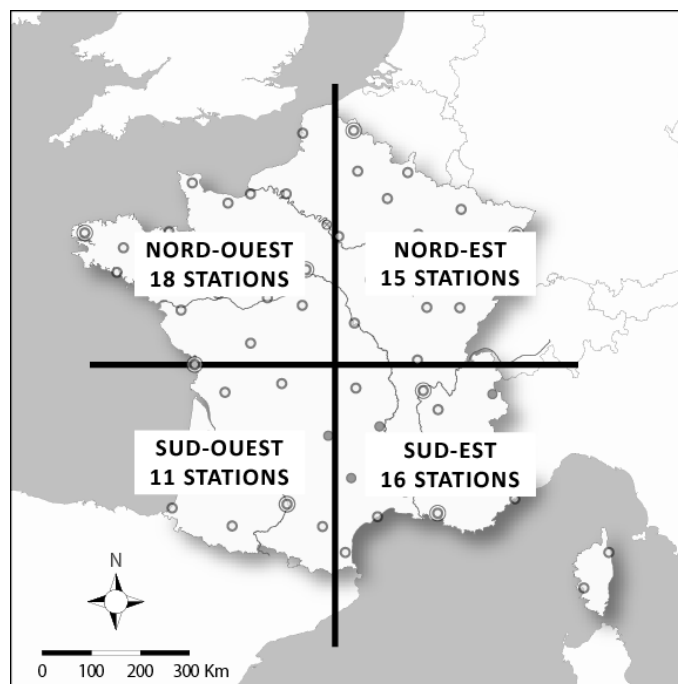 NORD-OUEST
18 STATIONS
NORD-EST
15 STATIONS
SUD-OUEST
11 STATIONS
SUD-EST
16 STATIONS
N
0 100 200 300 Km